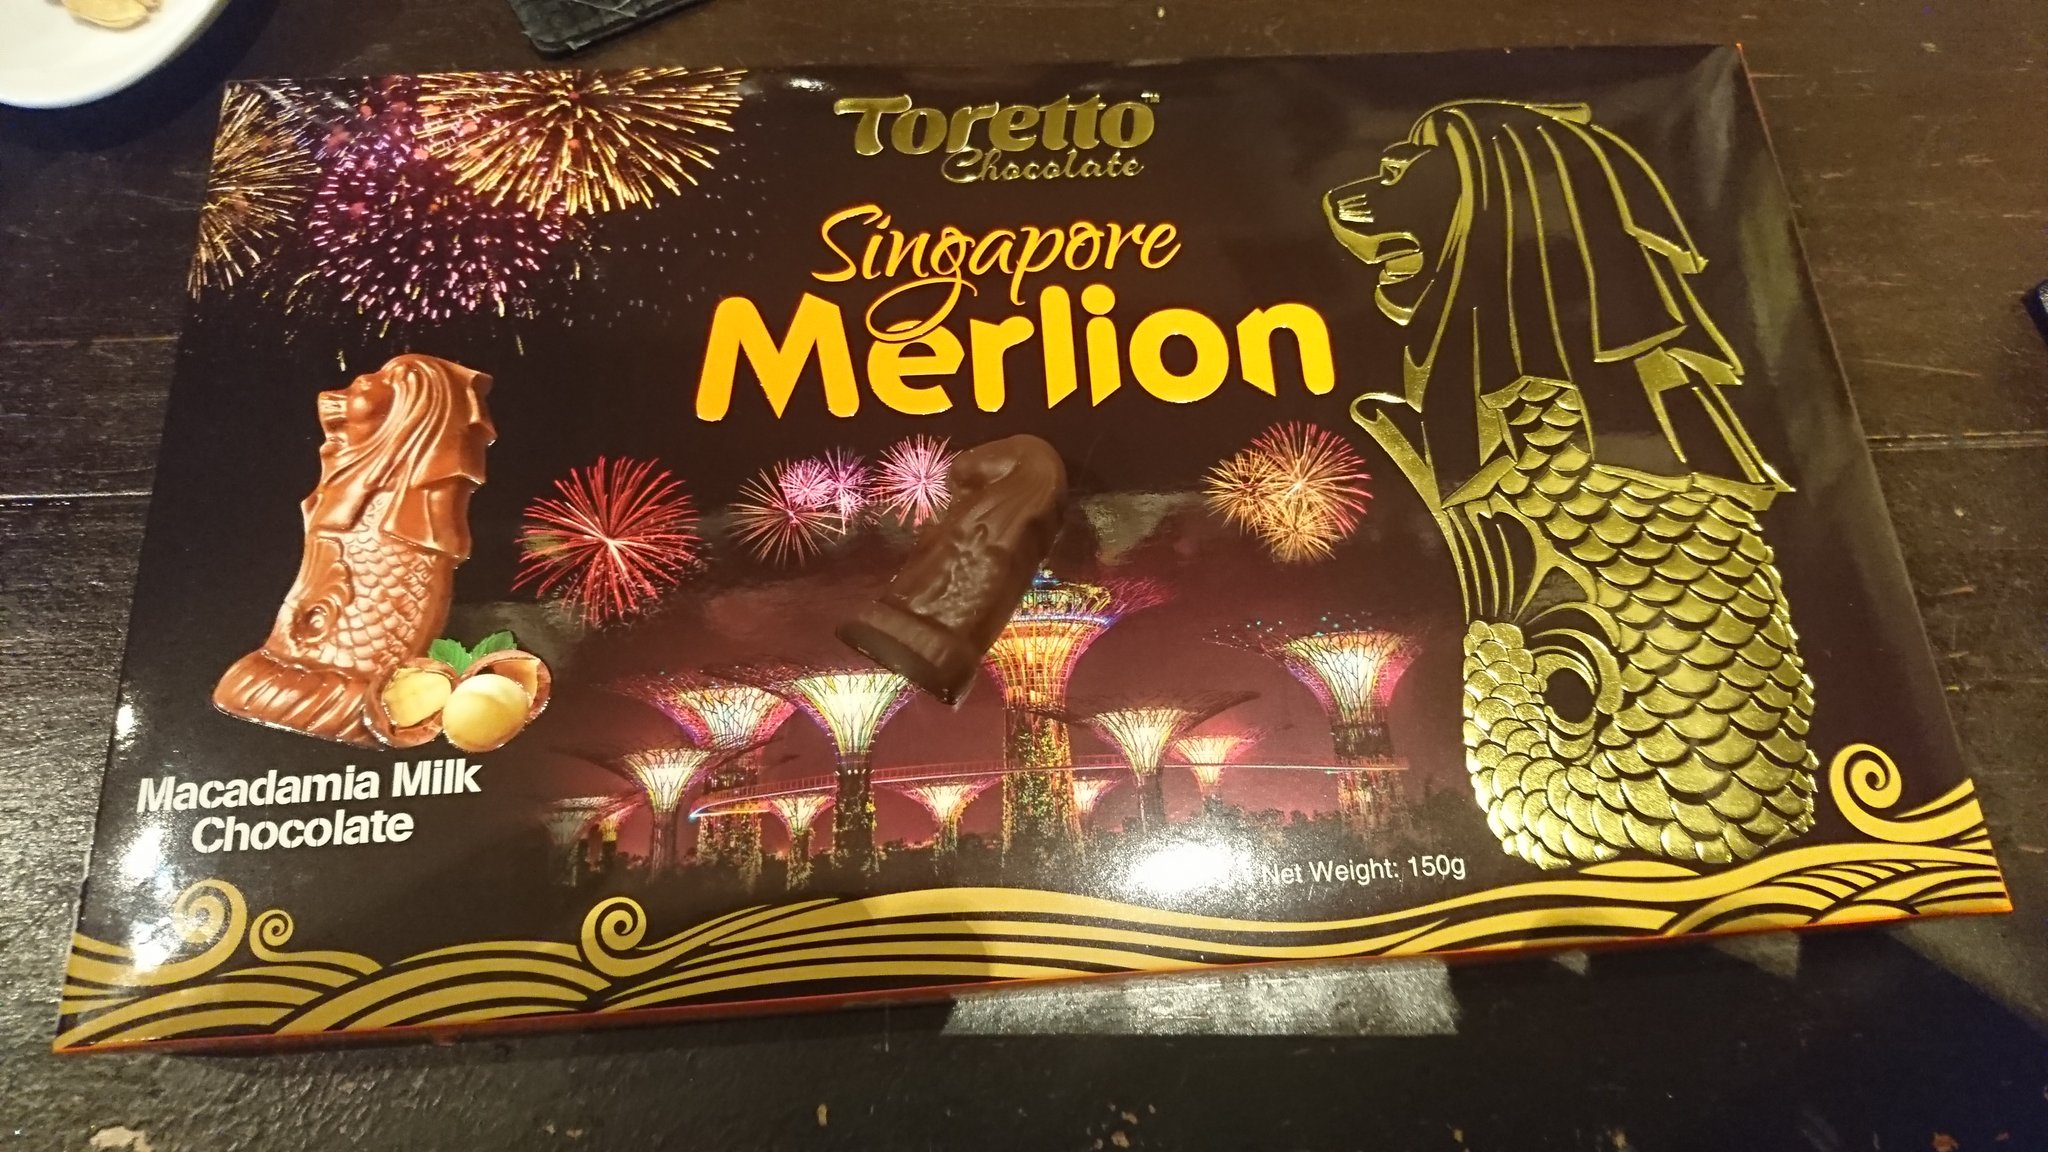 Toretto™
Chocolate
Singapore
Merlion
Macadamia Milk
Chocolate
Net Weight: 150g